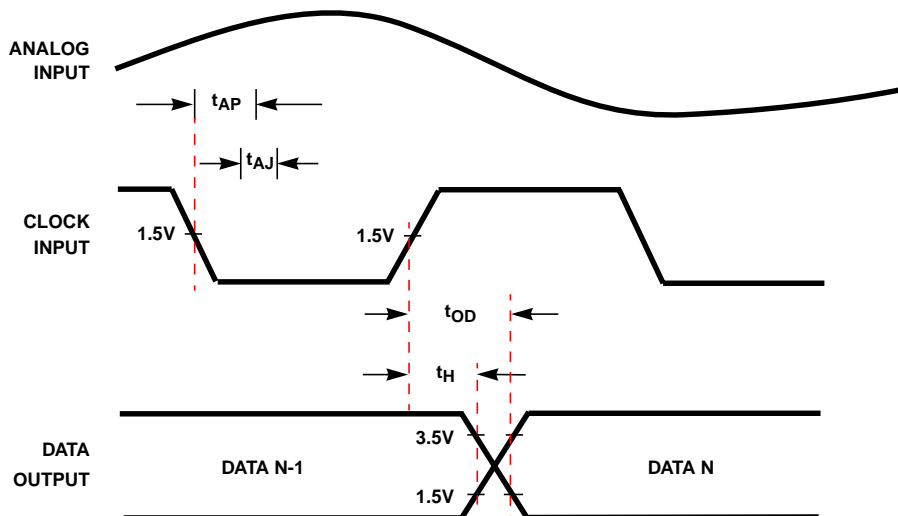 ANALOG
INPUT
tAP
tAJ
CLOCK
INPUT
1.5V
1.5V
tOD
tH
DATA
OUTPUT
3.5V
DATA N-1
DATA N
1.5V